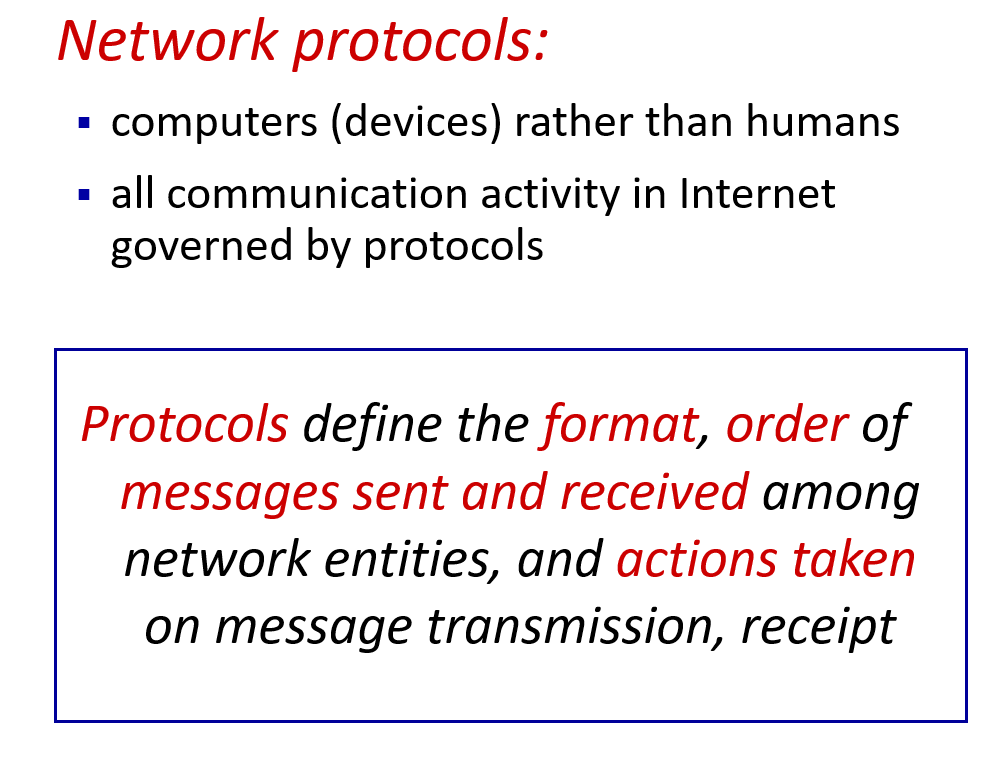 Network protocols:
▪ computers (devices) rather than humans
▪ all communication activity in Internet
governed by protocols
Protocols define the format, order of
messages sent and received among
network entities, and actions taken
on message transmission, receipt